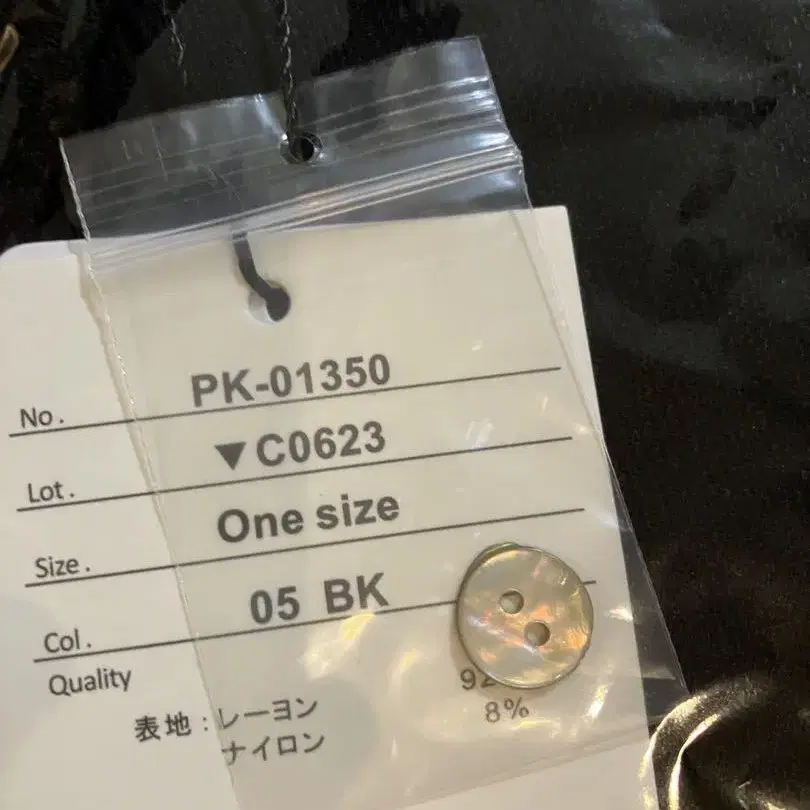 No. PK-01350
Lot. ▼C0623
Size. One size
Col. 05 BK
Quality
表地:レーヨン
ナイロン 8%